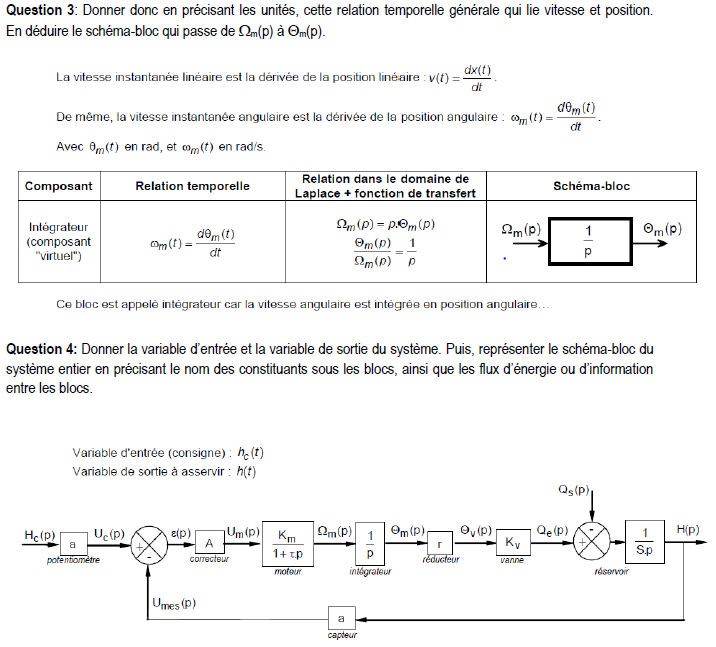 Question 3: Donner donc en précisant les unités, cette relation temporelle générale qui lie vitesse et position.
En déduire le schéma-bloc qui passe de Ωm(p) à Θm(p).
La vitesse instantanée linéaire est la dérivée de la position linéaire : v(t) = dx(t)/dt .
De même, la vitesse instantanée angulaire est la dérivée de la position angulaire : ωm(t) = dθm(t)/dt .
Avec θm(t) en rad, et ωm(t) en rad/s.
Composant
Relation temporelle
Relation dans le domaine de
Laplace + fonction de transfert
Schéma-bloc
Intégrateur
(composant
"virtuel")
ωm(t) = dθm(t)/dt
Ωm(p) = p.Θm(p)
Θm(p)/Ωm(p) = 1/p
Ωm(p)
1/p
Θm(p)
Ce bloc est appelé intégrateur car la vitesse angulaire est intégrée en position angulaire…
Question 4: Donner la variable d'entrée et la variable de sortie du système. Puis, représenter le schéma-bloc du
système entier en précisant le nom des constituants sous les blocs, ainsi que les flux d'énergie ou d'information
entre les blocs.
Variable d'entrée (consigne) : hc(t)
Variable de sortie à asservir : h(t)
Qs(p)
Hc(p) a Uc(p) + - ε(p) A Um(p) Km/1+τ.p Ωm(p) 1/p Θm(p) r Θv(p) Kv Qe(p) + - 1/S.p H(p)
potentiomètre correcteur moteur intégrateur réducteur vanne réservoir
Umes(p)
a
capteur